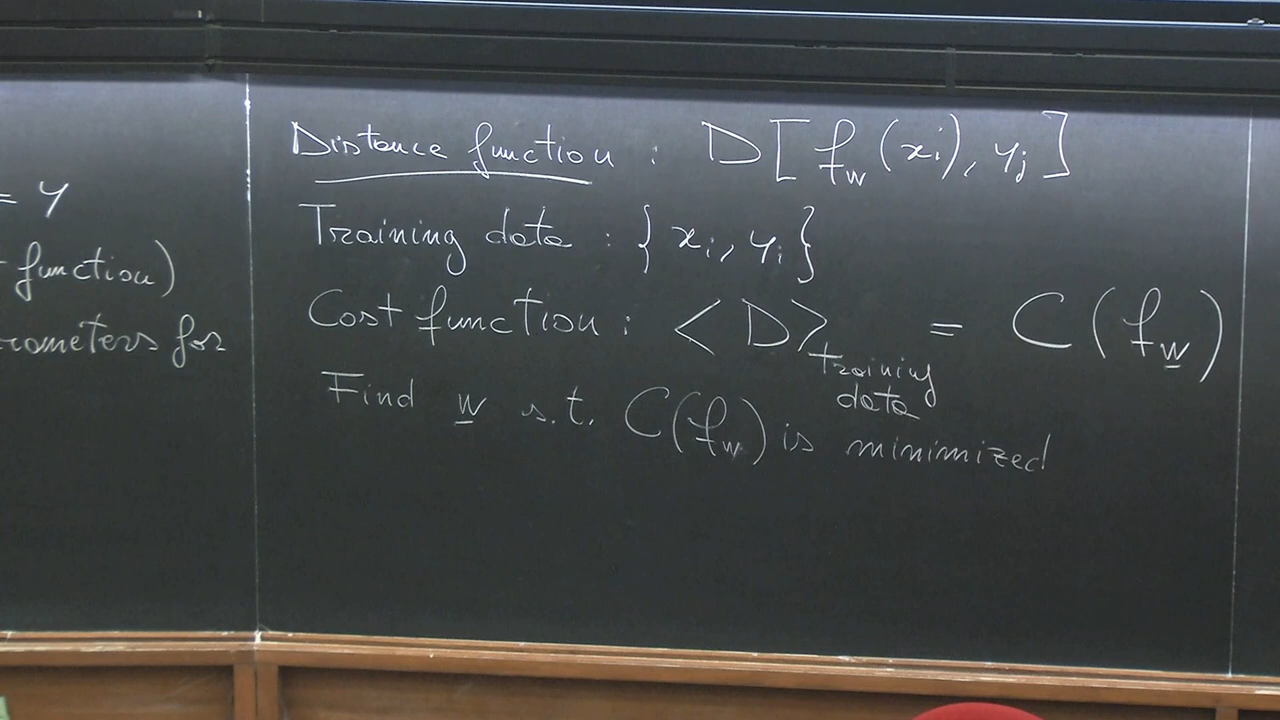 = y
function)
rameters for
Distance function : D[f_w(x_i), y_j]
Training data : {x_i, y_i}
Cost function : <D>_training data = C(f_w)
Find w s.t. C(f_w) is minimized